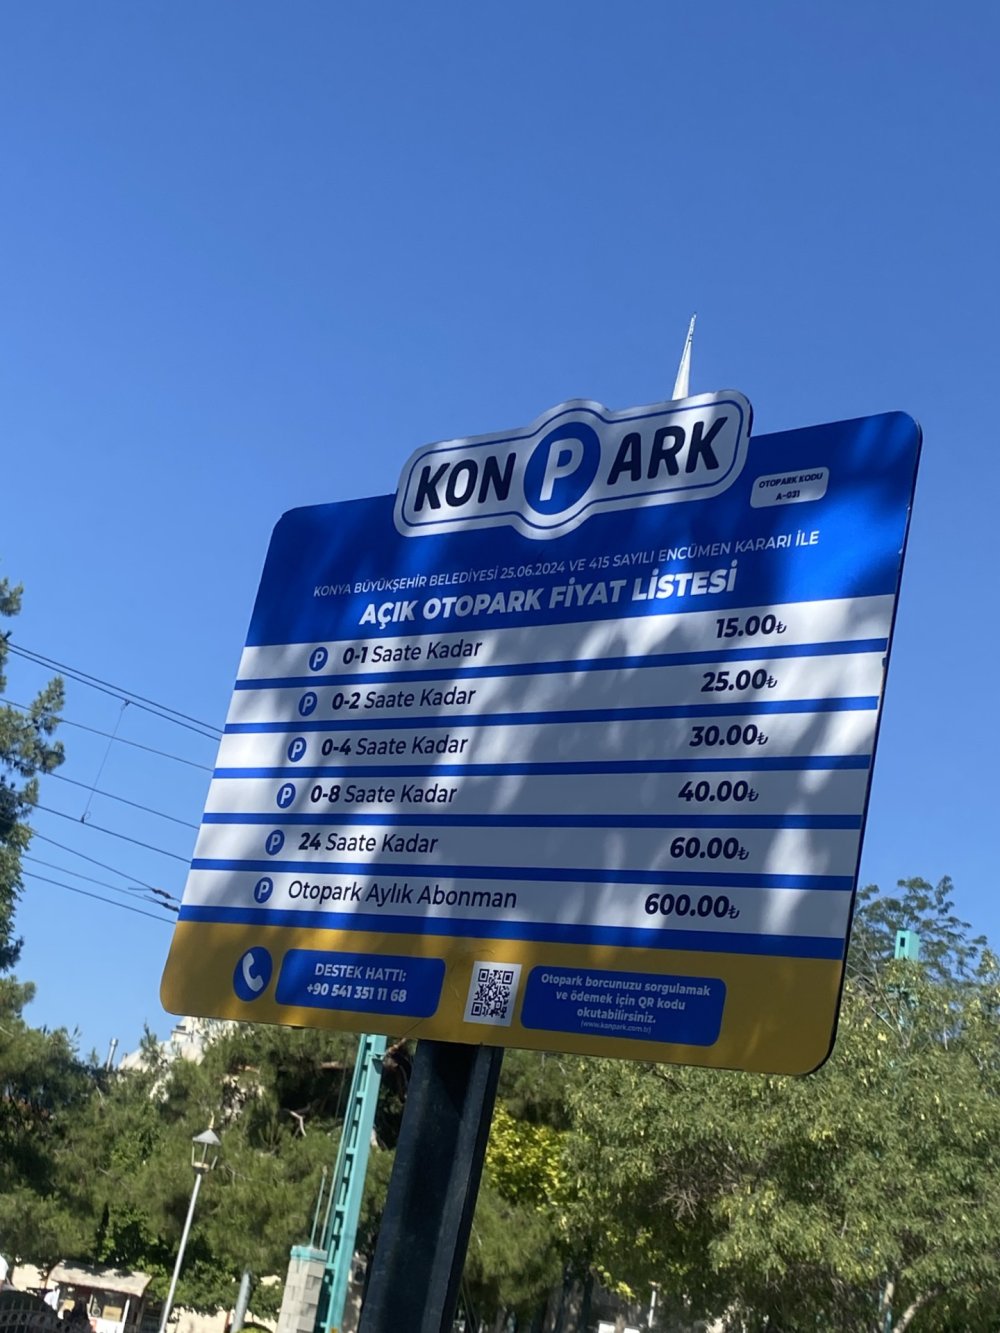 KONPARK
OTOPARK KODU
A-021
KONYA BÜYÜKŞEHİR BELEDİYESİ 25.06.2024 VE 415 SAYILI ENCÜMEN KARARI İLE
AÇIK OTOPARK FİYAT LİSTESİ
P 0-1 Saate Kadar 15.00₺
P 0-2 Saate Kadar 25.00₺
P 0-4 Saate Kadar 30.00₺
P 0-8 Saate Kadar 40.00₺
P 24 Saate Kadar 60.00₺
P Otopark Aylık Abonman 600.00₺
DESTEK HATTI:
+90 541 351 11 68
Otopark borcunuzu sorgulamak
ve ödemek için QR kodu
okutabilirsiniz.
(www.konpark.com.tr)